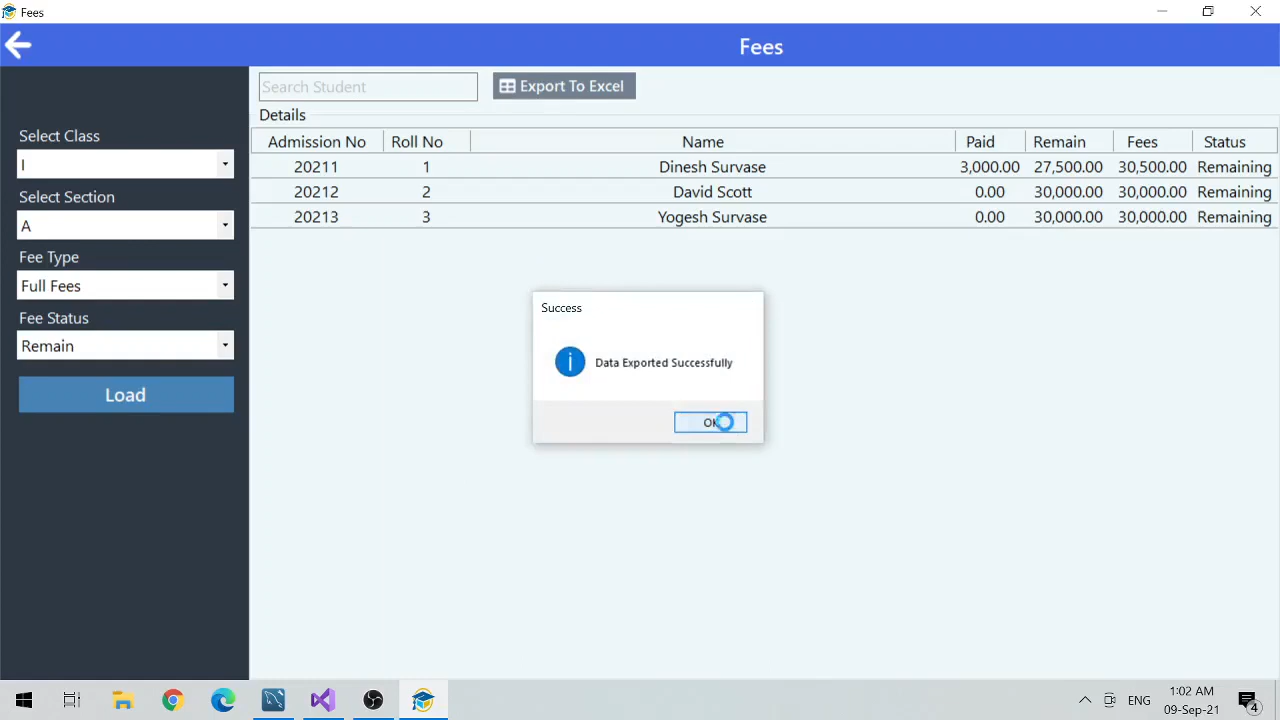 Fees
Fees
Search Student
Export To Excel
Details
Select Class
I
Select Section
A
Fee Type
Full Fees
Fee Status
Remain
Load
Admission No Roll No Name Paid Remain Fees Status
20211 1 Dinesh Survase 3,000.00 27,500.00 30,500.00 Remaining
20212 2 David Scott 0.00 30,000.00 30,000.00 Remaining
20213 3 Yogesh Survase 0.00 30,000.00 30,000.00 Remaining
Success
Data Exported Successfully
OK
ENG
1:02 AM
09-Sep-21
4